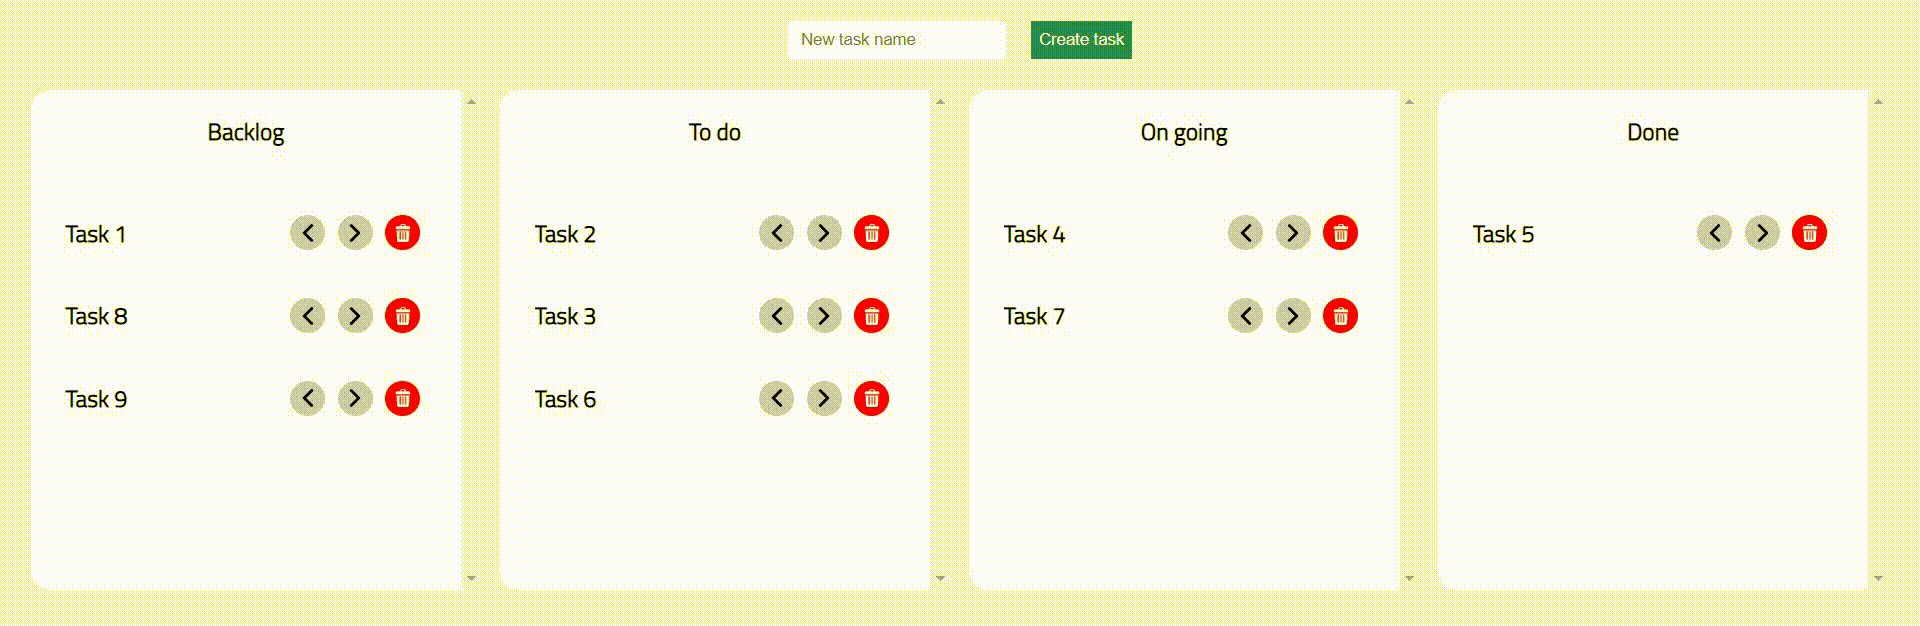 New task name
Create task
Backlog
Task 1
Task 8
Task 9
To do
Task 2
Task 3
Task 6
On going
Task 4
Task 7
Done
Task 5